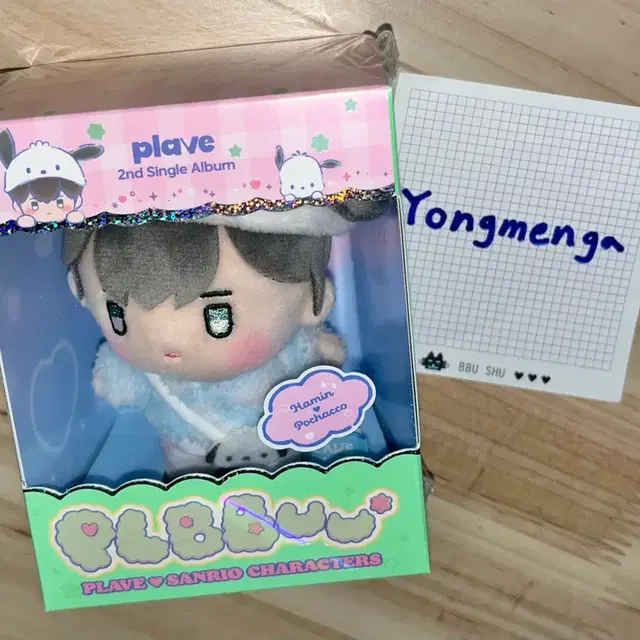 plave
2nd Single Album
Hamin
Pochacco
PLBBUU
PLAVE ♥ SANRIO CHARACTERS
Yongmenga
BBU SHU ♥♥♥